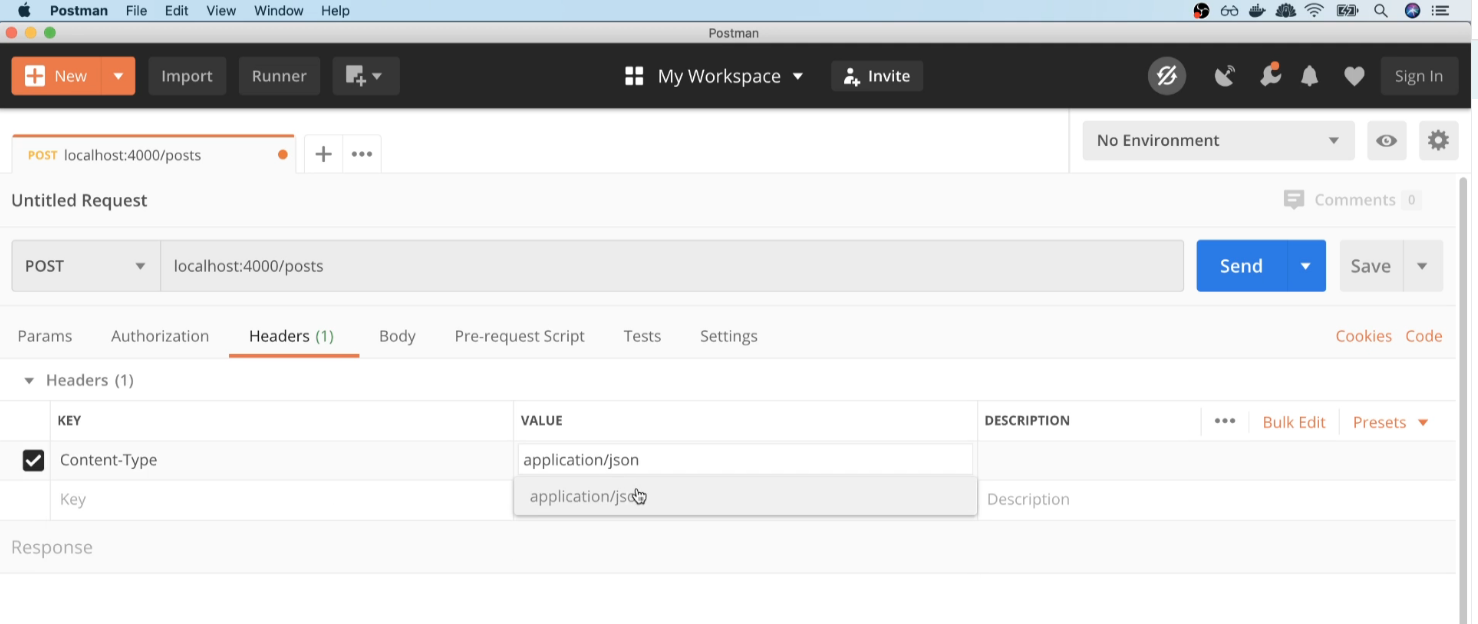 Postman File Edit View Window Help
Postman
New Import Runner My Workspace Invite Sign In
POST localhost:4000/posts No Environment
Untitled Request Comments 0
POST localhost:4000/posts Send Save
Params Authorization Headers (1) Body Pre-request Script Tests Settings Cookies Code
Headers (1)
KEY VALUE DESCRIPTION Bulk Edit Presets
Content-Type application/json
Key application/json Description
Response